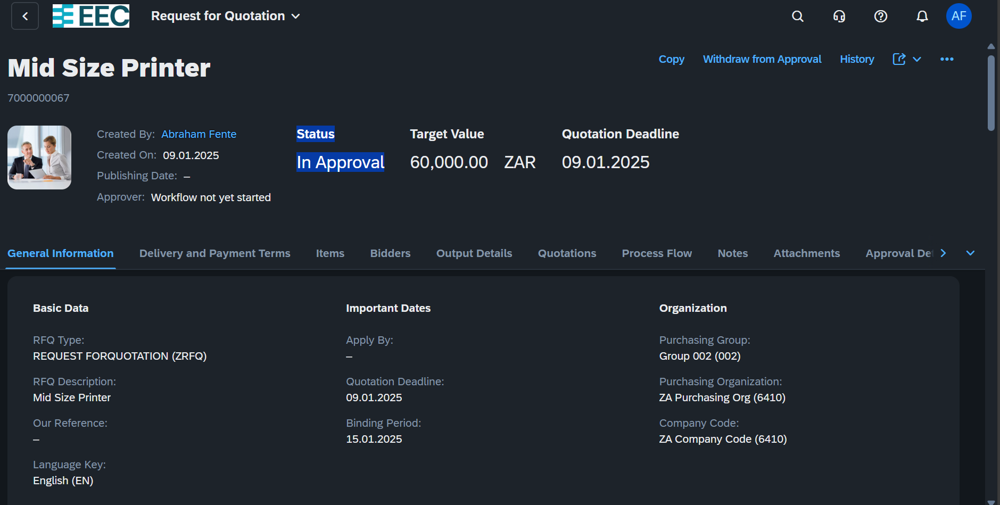 EEC
Request for Quotation
AF
Mid Size Printer
Copy
Withdraw from Approval
History
7000000067
Created By: Abraham Fente
Created On: 09.01.2025
Publishing Date: –
Approver: Workflow not yet started
Status
In Approval
Target Value
60,000.00 ZAR
Quotation Deadline
09.01.2025
General Information
Delivery and Payment Terms
Items
Bidders
Output Details
Quotations
Process Flow
Notes
Attachments
Approval De
Basic Data
RFQ Type:
REQUEST FORQUOTATION (ZRFQ)
RFQ Description:
Mid Size Printer
Our Reference:
–
Language Key:
English (EN)
Important Dates
Apply By:
–
Quotation Deadline:
09.01.2025
Binding Period:
15.01.2025
Organization
Purchasing Group:
Group 002 (002)
Purchasing Organization:
ZA Purchasing Org (6410)
Company Code:
ZA Company Code (6410)